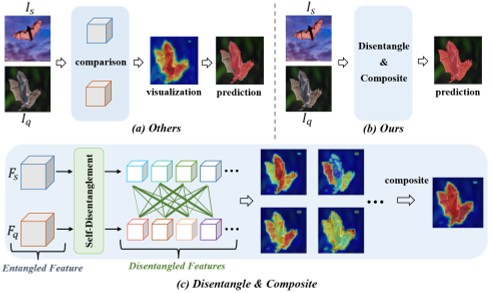 I_s
I_q
comparison
visualization
prediction
(a) Others
I_s
I_q
Disentangle
&
Composite
prediction
(b) Ours
F_s
F_q
Self-Disentanglement
...
...
...
composite
Entangled Feature
Disentangled Features
(c) Disentangle & Composite